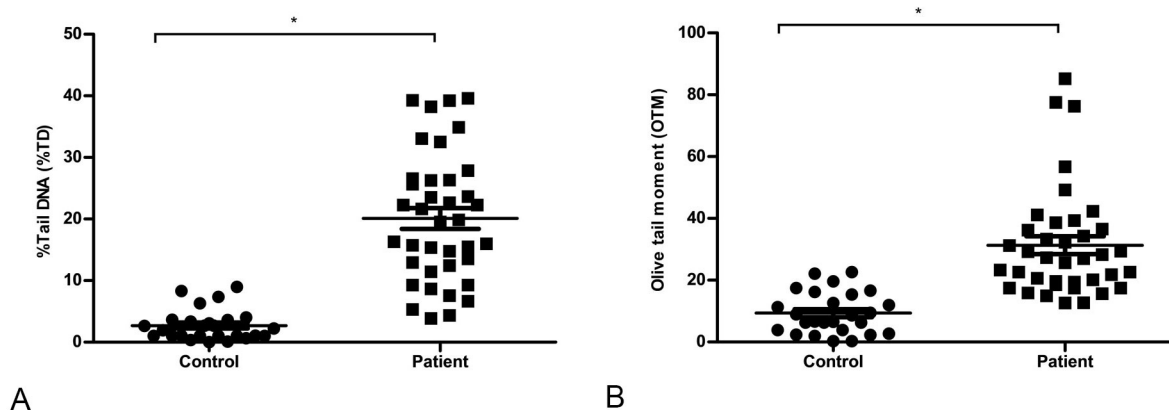 *
50
40
30
20
10
0
%Tail DNA (%TD)
Control Patient
A
*
100
80
60
40
20
0
Olive tail moment (OTM)
Control Patient
B